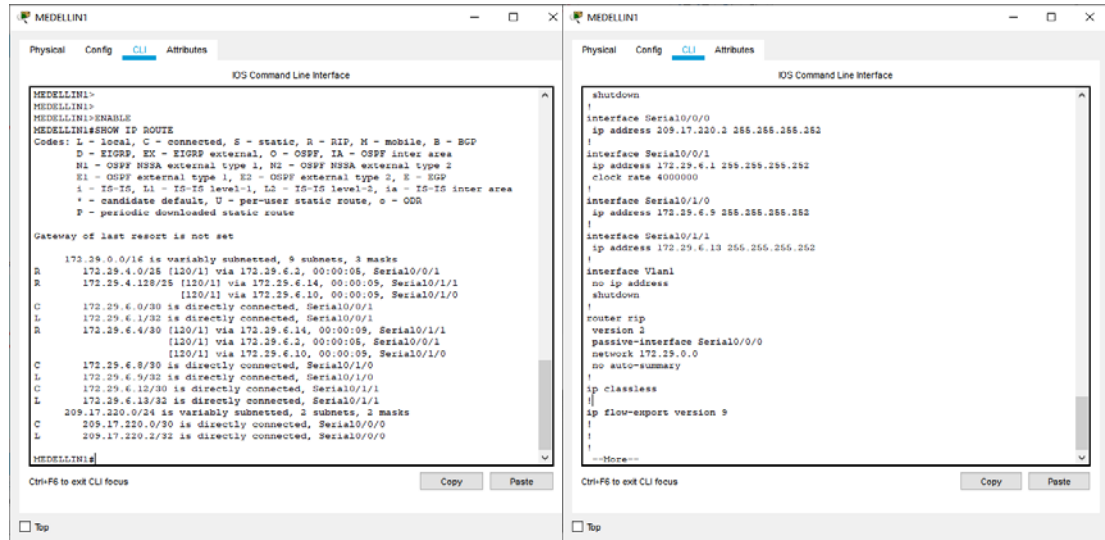 MEDELLIN1
Physical Config CLI Attributes
IOS Command Line Interface
MEDELLIN1>
MEDELLIN1>
MEDELLIN1>ENABLE
MEDELLIN1#SHOW IP ROUTE
Codes: L - local, C - connected, S - static, R - RIP, M - mobile, B - BGP
D - EIGRP, EX - EIGRP external, O - OSPF, IA - OSPF inter area
N1 - OSPF NSSA external type 1, N2 - OSPF NSSA external type 2
E1 - OSPF external type 1, E2 - OSPF external type 2, E - EGP
i - IS-IS, L1 - IS-IS level-1, L2 - IS-IS level-2, ia - IS-IS inter area
* - candidate default, U - per-user static route, o - ODR
P - periodic downloaded static route
Gateway of last resort is not set
172.29.0.0/16 is variably subnetted, 9 subnets, 3 masks
R 172.29.4.0/25 [120/1] via 172.29.6.2, 00:00:05, Serial0/0/1
R 172.29.4.128/25 [120/1] via 172.29.6.14, 00:00:09, Serial0/1/1
[120/1] via 172.29.6.10, 00:00:09, Serial0/1/0
C 172.29.6.0/30 is directly connected, Serial0/0/1
L 172.29.6.1/32 is directly connected, Serial0/0/1
R 172.29.6.4/30 [120/1] via 172.29.6.14, 00:00:09, Serial0/1/1
[120/1] via 172.29.6.2, 00:00:05, Serial0/0/1
[120/1] via 172.29.6.10, 00:00:09, Serial0/1/0
C 172.29.6.8/30 is directly connected, Serial0/1/0
L 172.29.6.9/32 is directly connected, Serial0/1/0
C 172.29.6.12/30 is directly connected, Serial0/1/1
L 172.29.6.13/32 is directly connected, Serial0/1/1
209.17.220.0/24 is variably subnetted, 2 subnets, 2 masks
C 209.17.220.0/30 is directly connected, Serial0/0/0
L 209.17.220.2/32 is directly connected, Serial0/0/0
MEDELLIN1#
Ctrl+F6 to exit CLI focus
Copy Paste
Top
MEDELLIN1
Physical Config CLI Attributes
IOS Command Line Interface
shutdown
!
interface Serial0/0/0
ip address 209.17.220.2 255.255.255.252
!
interface Serial0/0/1
ip address 172.29.6.1 255.255.255.252
clock rate 4000000
!
interface Serial0/1/0
ip address 172.29.6.9 255.255.255.252
!
interface Serial0/1/1
ip address 172.29.6.13 255.255.255.252
!
interface Vlan1
no ip address
shutdown
!
router rip
version 2
passive-interface Serial0/0/0
network 172.29.0.0
no auto-summary
!
ip classless
!
ip flow-export version 9
!
!
!
--More--
Ctrl+F6 to exit CLI focus
Copy Paste
Top